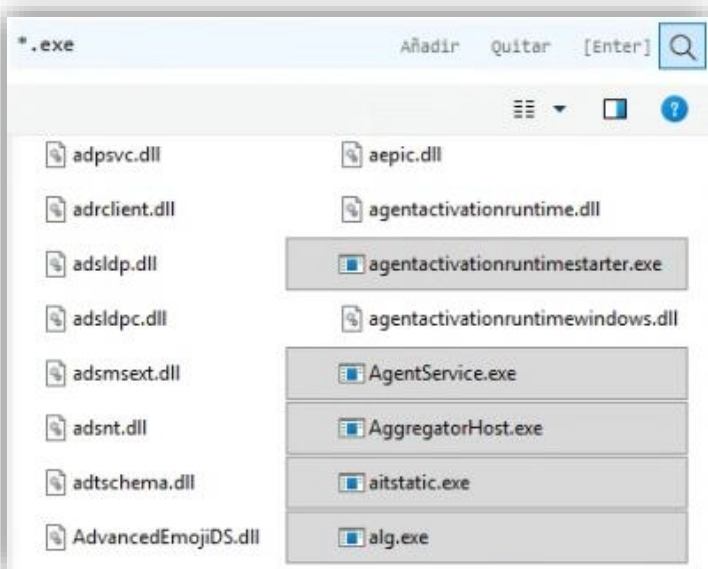 *.exe Añadir Quitar [Enter]
?
adpsvc.dll
adrclient.dll
adsldp.dll
adsldpc.dll
adsmsext.dll
adsnt.dll
adtschema.dll
AdvancedEmojiDS.dll
aepic.dll
agentactivationruntime.dll
agentactivationruntimestarter.exe
agentactivationruntimewindows.dll
AgentService.exe
AggregatorHost.exe
aitstatic.exe
alg.exe